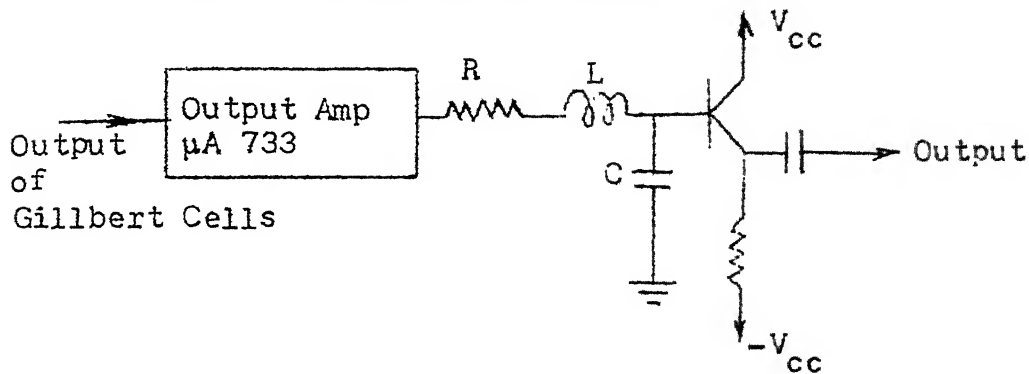 V_cc
R
L
Output Amp
μA 733
Output
of
Gillbert Cells
C
Output
-V_cc